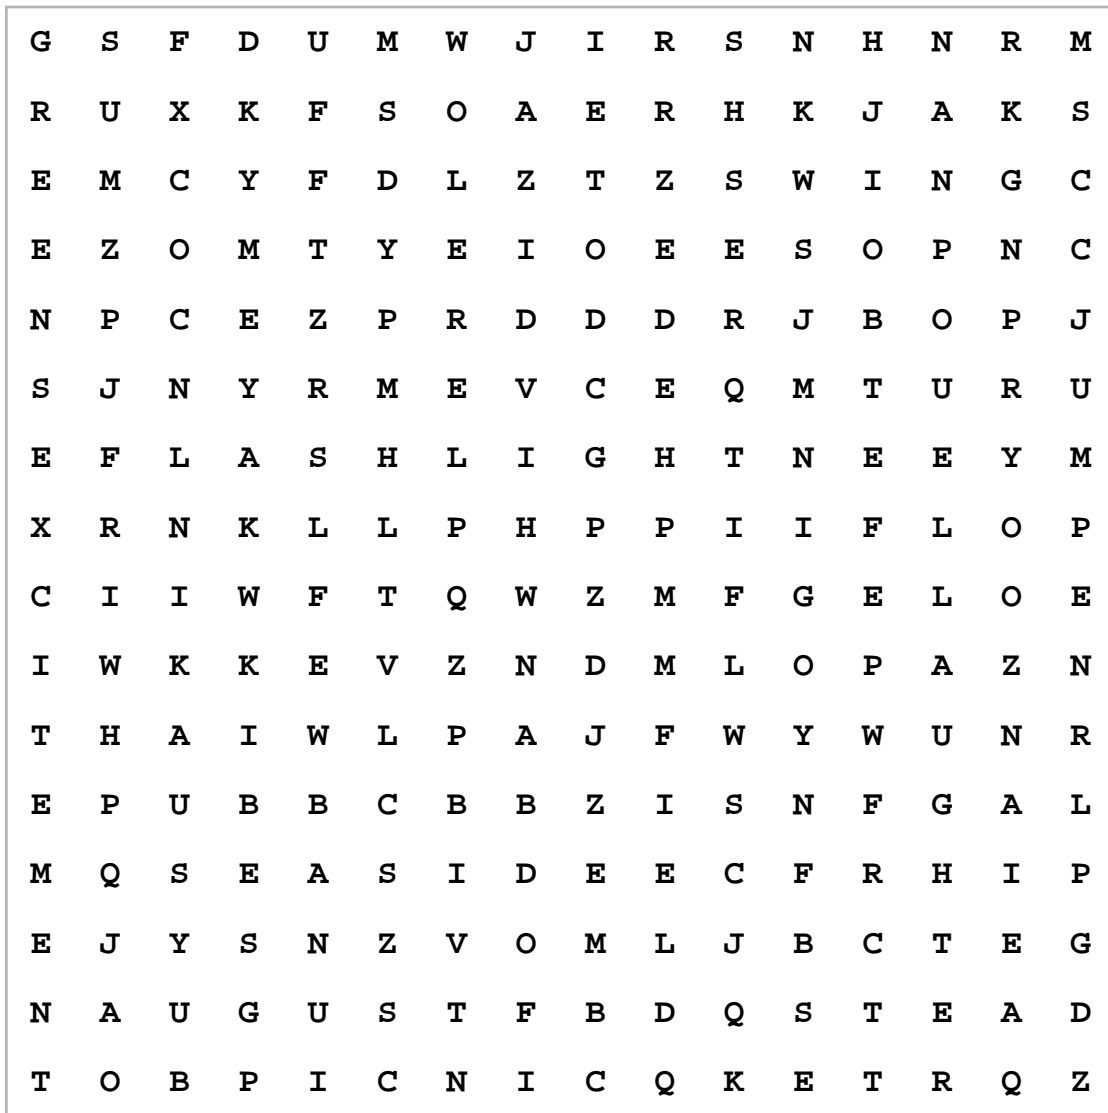 G S F D U M W J I R S N H N R M
R U X K F S O A E R H K J A K S
E M C Y F D L Z T Z S W I N G C
E Z O M T Y E I O E E S O P N C
N P C E Z P R D D D R J B O P J
S J N Y R M E V C E Q M T U R U
E F L A S H L I G H T N E E Y M
X R N K L L P H P P I I F L O P
C I I W F T Q W Z M F G E L O E
I W K K E V Z N D M L O P A Z N
T H A I W L P A J F W Y W U N R
E P U B B C B B Z I S N F G A L
M Q S E A S I D E E C F R H I P
E J Y S N Z V O M L J B C T E G
N A U G U S T F B D Q S T E A D
T O B P I C N I C Q K E T R Q Z